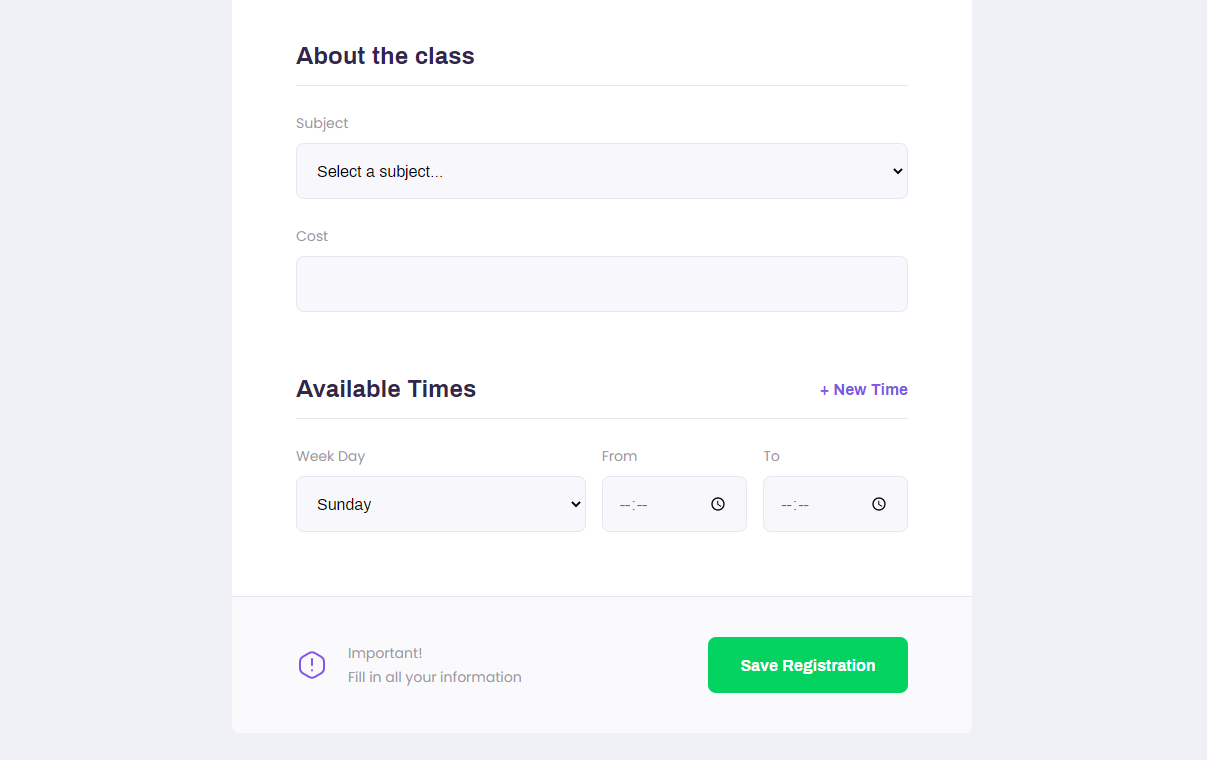 About the class
Subject
Select a subject...
Cost
Available Times + New Time
Week Day From To
Sunday --:-- --:--
Important!
Fill in all your information
Save Registration